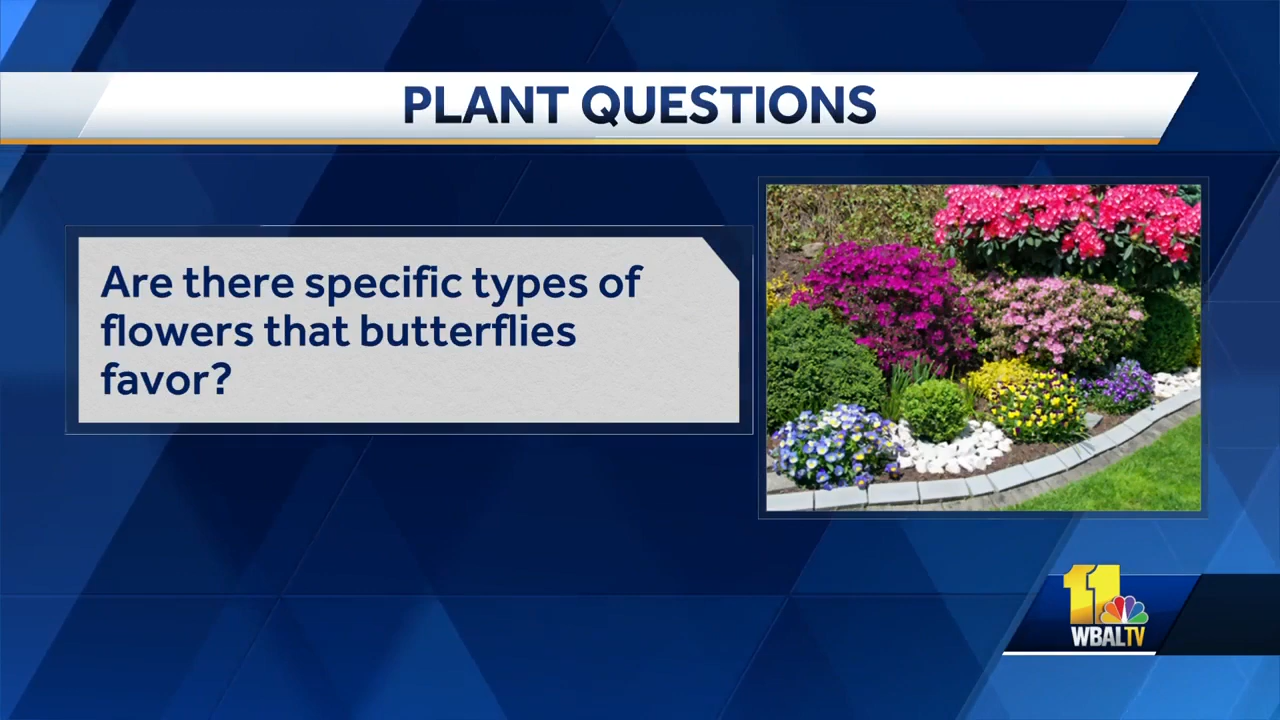 PLANT QUESTIONS
Are there specific types of
flowers that butterflies
favor?
11
WBALTV